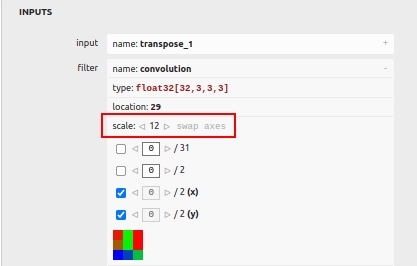 INPUTS
input name: transpose_1 +
filter name: convolution -
type: float32[32,3,3,3]
location: 29
scale: ◁ 12 ▷ swap axes
◁ 0 ▷ / 31
◁ 0 ▷ / 2
◁ 0 ▷ / 2 (x)
◁ 0 ▷ / 2 (y)